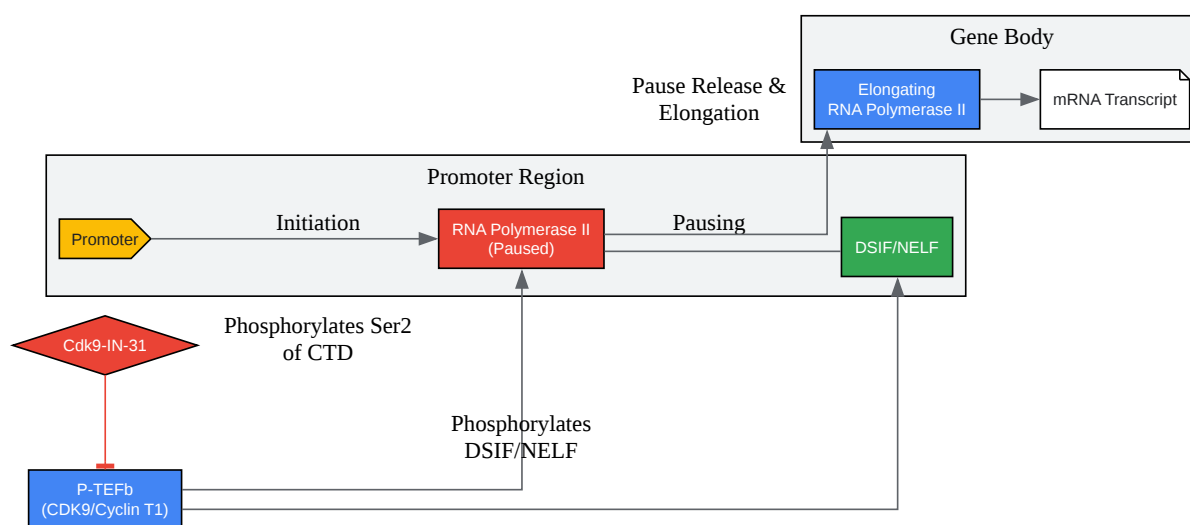 Gene Body
Pause Release &
Elongation
Elongating
RNA Polymerase II
mRNA Transcript
Promoter Region
Promoter
Initiation
RNA Polymerase II
(Paused)
Pausing
DSIF/NELF
Cdk9-IN-31
Phosphorylates Ser2
of CTD
Phosphorylates
DSIF/NELF
P-TEFb
(CDK9/Cyclin T1)